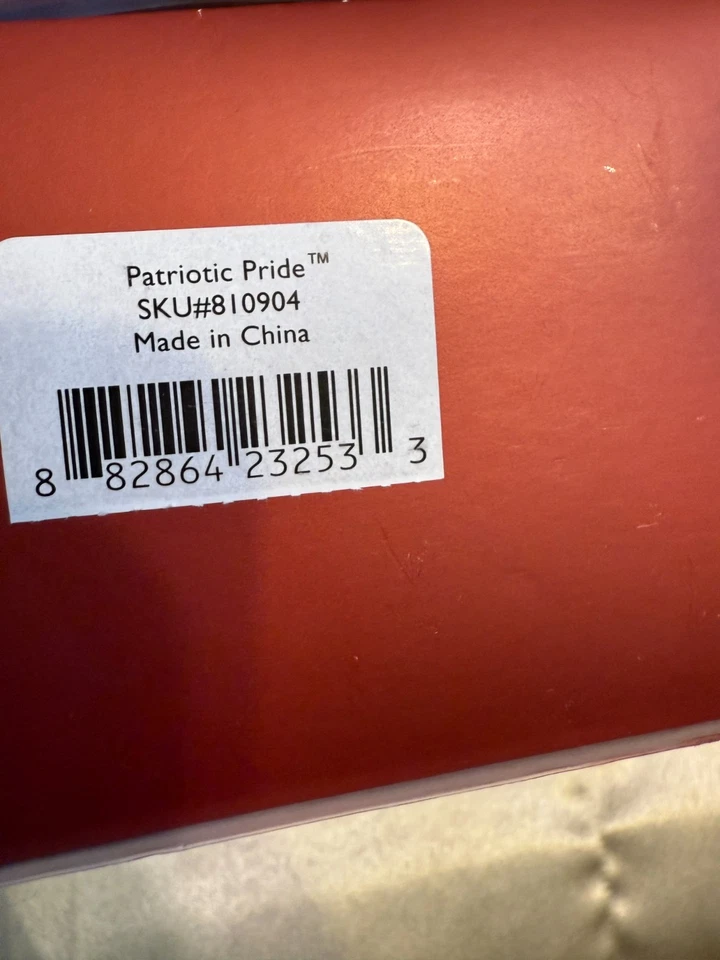 Patriotic Pride™
SKU#810904
Made in China
8 82864 23253 3